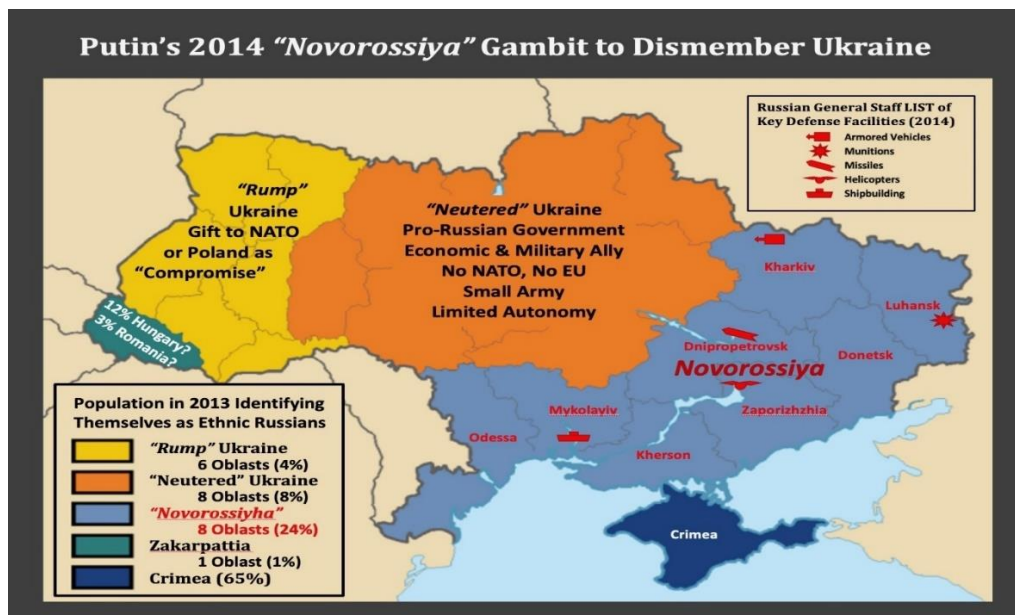 Putin’s 2014 “Novorossiya” Gambit to Dismember Ukraine
Russian General Staff LIST of
Key Defense Facilities (2014)
Armored Vehicles
Munitions
Missiles
Helicopters
Shipbuilding
“Rump”
Ukraine
Gift to NATO
or Poland as
“Compromise”
“Neutered” Ukraine
Pro-Russian Government
Economic & Military Ally
No NATO, No EU
Small Army
Limited Autonomy
Kharkiv
Luhansk
12% Hungary?
3% Romania?
Dnipropetrovsk
Donetsk
Novorossiya
Mykolayiv
Zaporizhzhia
Odessa
Kherson
Crimea
Population in 2013 Identifying
Themselves as Ethnic Russians
“Rump” Ukraine
6 Oblasts (4%)
“Neutered” Ukraine
8 Oblasts (8%)
“Novorossiyha”
8 Oblasts (24%)
Zakarpattia
1 Oblast (1%)
Crimea (65%)